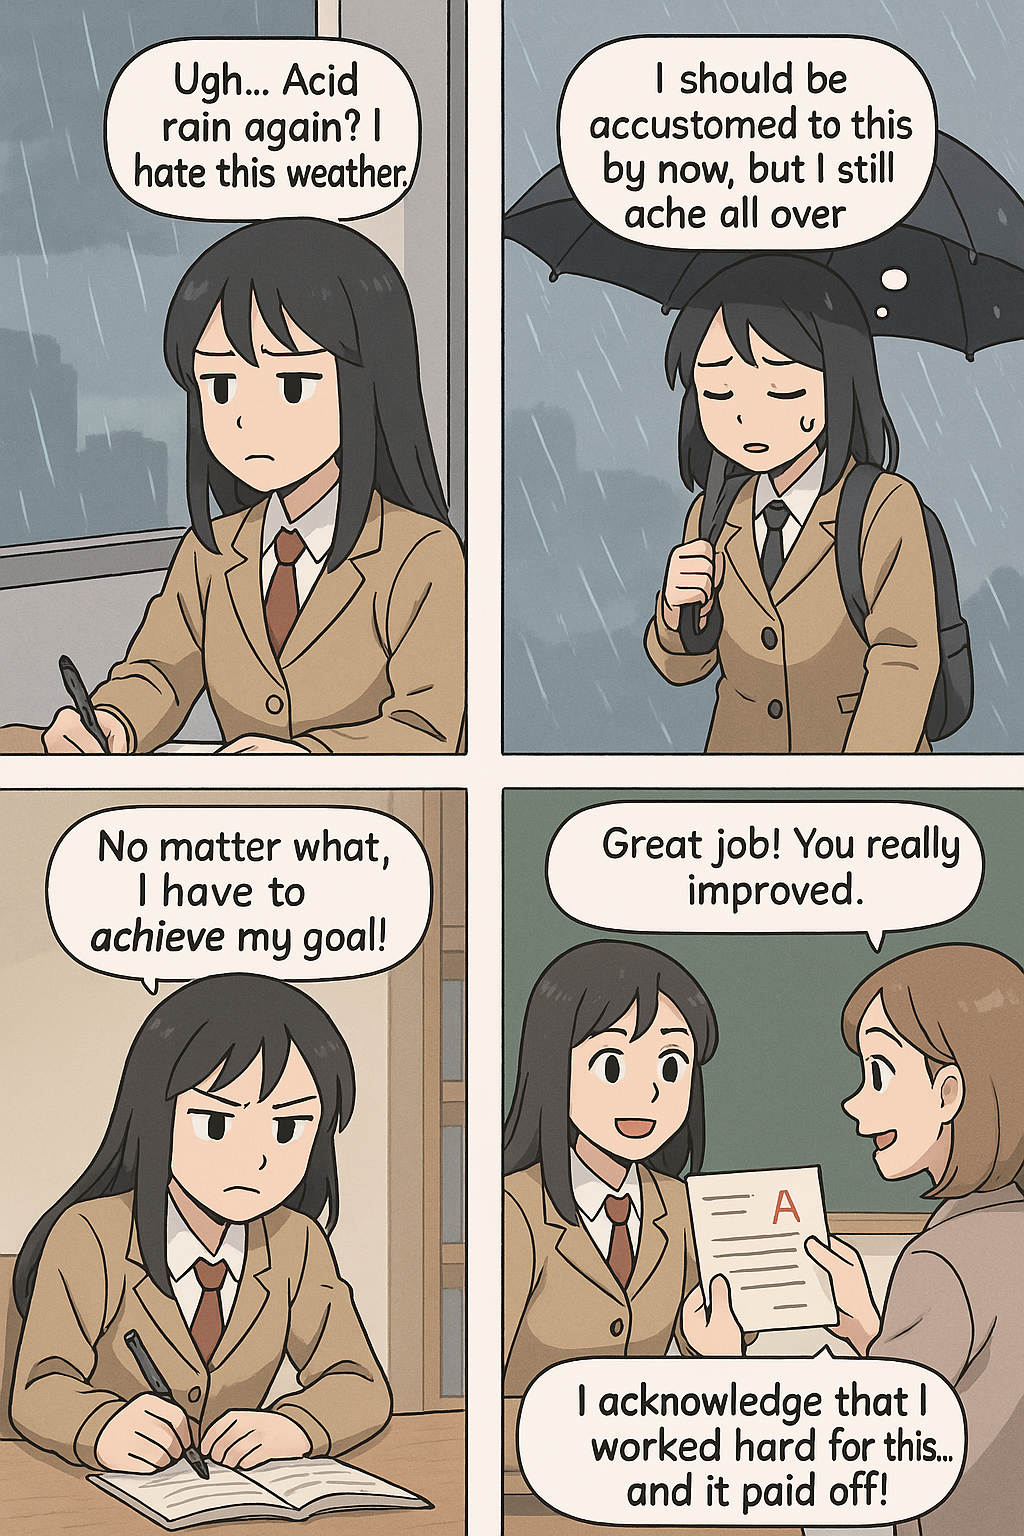 Ugh... Acid
rain again? I
hate this weather.
I should be
accustomed to this
by now, but I still
ache all over
No matter what,
I have to
achieve my goal!
Great job! You really
improved.
A
I acknowledge that I
worked hard for this...
and it paid off!